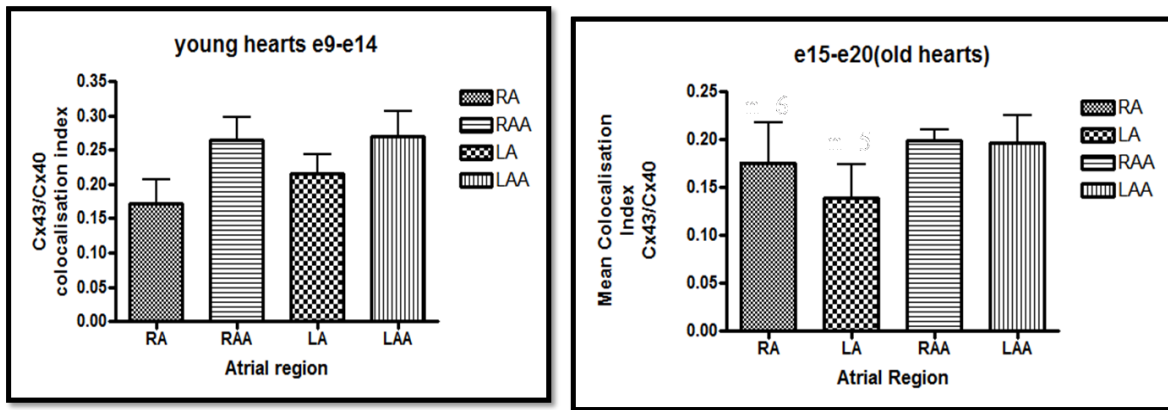 young hearts e9-e14
Cx43/Cx40
colocalisation index
0.35
0.30
0.25
0.20
0.15
0.10
0.05
0.00
RA
RAA
LA
LAA
Atrial region
RA
RAA
LA
LAA
e15-e20(old hearts)
Mean Colocalisation
Index
Cx43/Cx40
0.25
0.20
0.15
0.10
0.05
0.00
RA
LA
RAA
LAA
Atrial Region
RA
LA
RAA
LAA